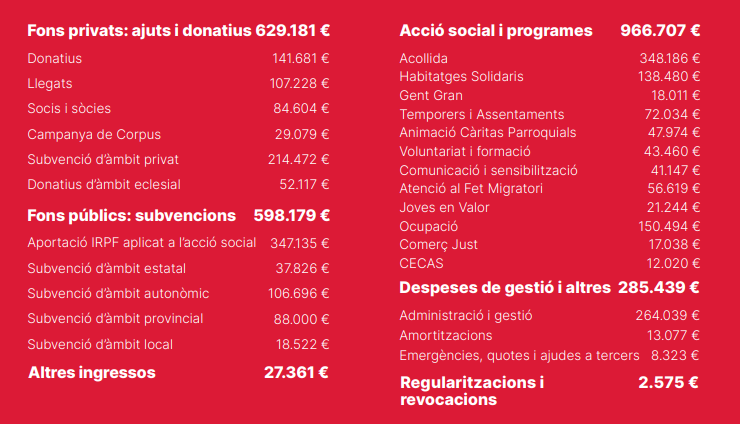 Fons privats: ajuts i donatius 629.181 €
Donatius 141.681 €
Llegats 107.228 €
Socis i sòcies 84.604 €
Campanya de Corpus 29.079 €
Subvenció d'àmbit privat 214.472 €
Donatius d'àmbit eclesial 52.117 €
Fons públics: subvencions 598.179 €
Aportació IRPF aplicat a l'acció social 347.135 €
Subvenció d'àmbit estatal 37.826 €
Subvenció d'àmbit autonòmic 106.696 €
Subvenció d'àmbit provincial 88.000 €
Subvenció d'àmbit local 18.522 €
Altres ingressos 27.361 €
Acció social i programes 966.707 €
Acollida 348.186 €
Habitatges Solidaris 138.480 €
Gent Gran 18.011 €
Temporers i Assentaments 72.034 €
Animació Càritas Parroquials 47.974 €
Voluntariat i formació 43.460 €
Comunicació i sensibilització 41.147 €
Atenció al Fet Migratori 56.619 €
Joves en Valor 21.244 €
Ocupació 150.494 €
Comerç Just 17.038 €
CECAS 12.020 €
Despeses de gestió i altres 285.439 €
Administració i gestió 264.039 €
Amortitzacions 13.077 €
Emergències, quotes i ajudes a tercers 8.323 €
Regularitzacions i 2.575 €
revocacions